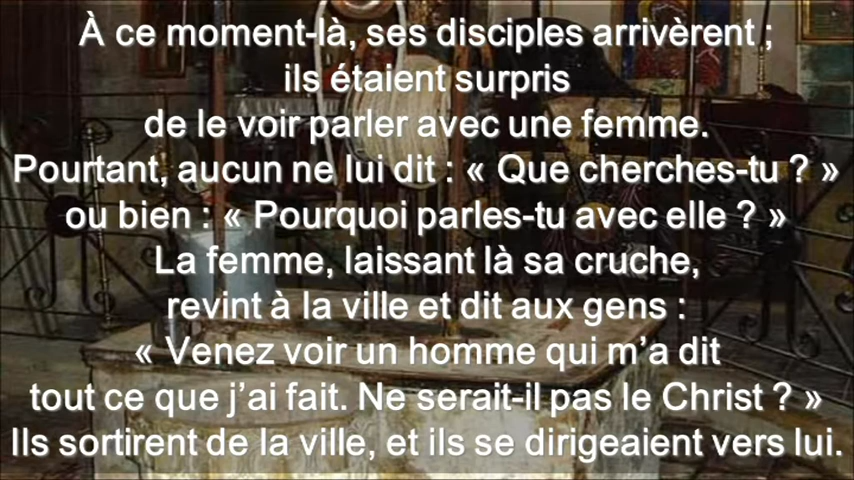 À ce moment-là, ses disciples arrivèrent ;
ils étaient surpris
de le voir parler avec une femme.
Pourtant, aucun ne lui dit : « Que cherches-tu ? »
ou bien : « Pourquoi parles-tu avec elle ? »
La femme, laissant là sa cruche,
revint à la ville et dit aux gens :
« Venez voir un homme qui m’a dit
tout ce que j’ai fait. Ne serait-il pas le Christ ? »
Ils sortirent de la ville, et ils se dirigeaient vers lui.